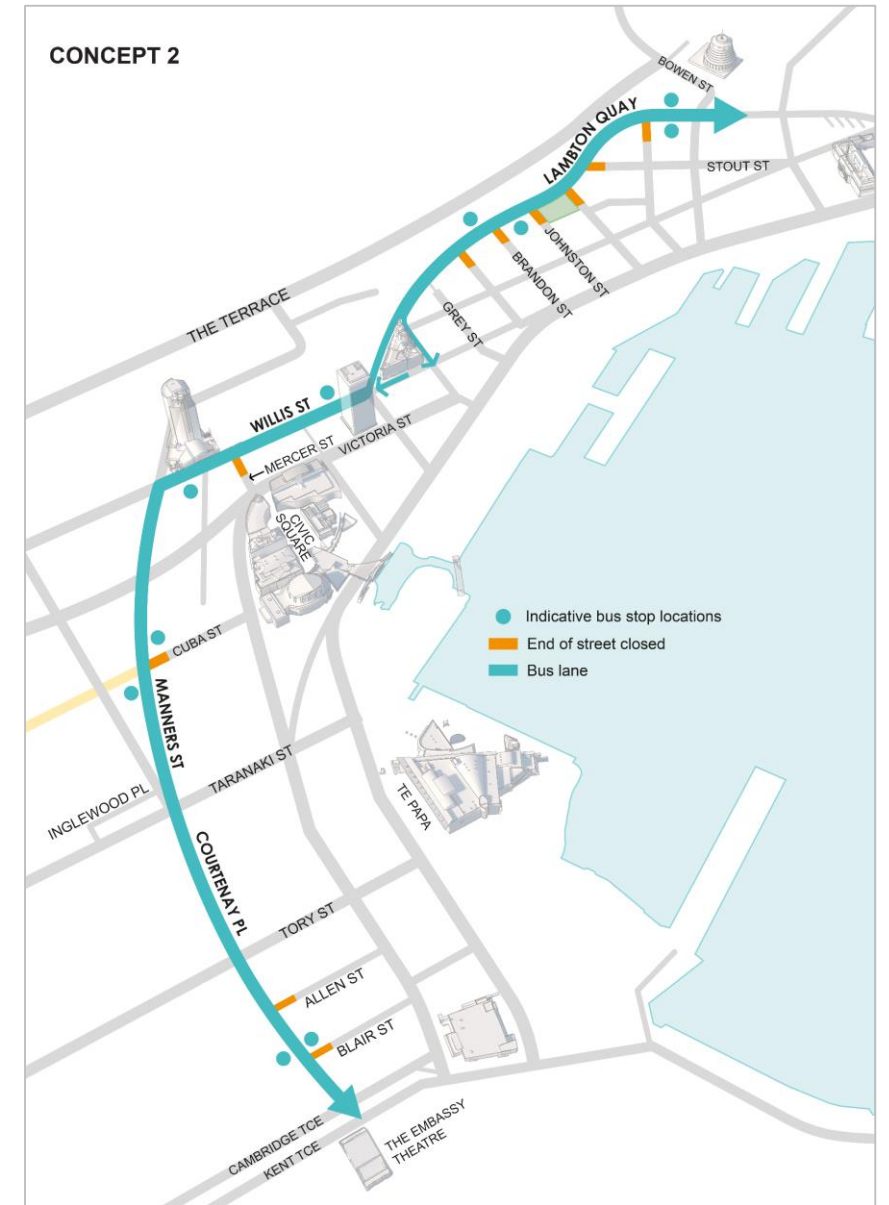 CONCEPT 2
BOWEN ST
LAMBTON QUAY
STOUT ST
JOHNSTON ST
BRANDON ST
GREY ST
THE TERRACE
WILLIS ST
MERCER ST
VICTORIA ST
CIVIC
SQUARE
Indicative bus stop locations
End of street closed
Bus lane
CUBA ST
MANNERS ST
TARANAKI ST
INGLEWOOD PL
TE PAPA
COURTENAY PL
TORY ST
ALLEN ST
BLAIR ST
CAMBRIDGE TCE
KENT TCE
THE EMBASSY
THEATRE